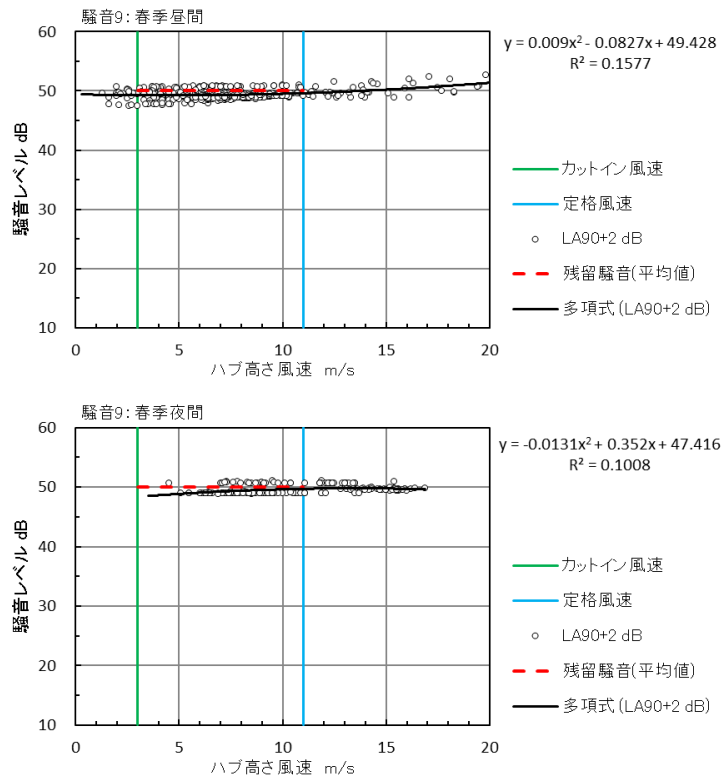 騒音9: 春季昼間
60
50
40
30
20
10
騒音レベル dB
0
5
10
15
20
ハブ高さ風速 m/s
y = 0.009x² - 0.0827x + 49.428
R² = 0.1577
カットイン風速
定格風速
LA90+2 dB
残留騒音(平均値)
多項式 (LA90+2 dB)
騒音9: 春季夜間
60
50
40
30
20
10
騒音レベル dB
0
5
10
15
20
ハブ高さ風速 m/s
y = -0.0131x² + 0.352x + 47.416
R² = 0.1008
カットイン風速
定格風速
LA90+2 dB
残留騒音(平均値)
多項式 (LA90+2 dB)